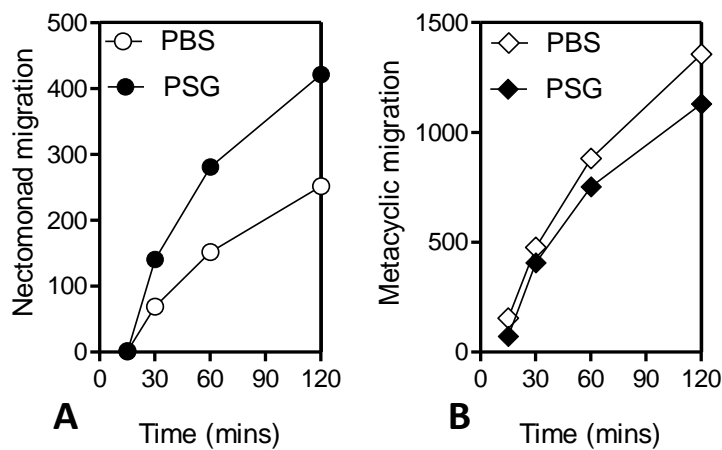 500
400
300
200
100
0
Nectomonad migration
PBS
PSG
0 30 60 90 120
A
Time (mins)
1500
1000
500
0
Metacyclic migration
PBS
PSG
0 30 60 90 120
B
Time (mins)